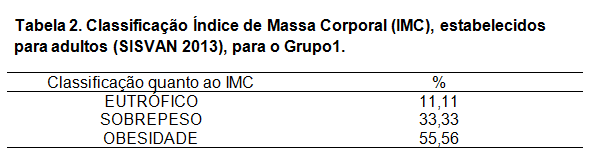 Tabela 2. Classificação Índice de Massa Corporal (IMC), estabelecidos
para adultos (SISVAN 2013), para o Grupo1.
Classificação quanto ao IMC %
EUTRÓFICO 11,11
SOBREPESO 33,33
OBESIDADE 55,56